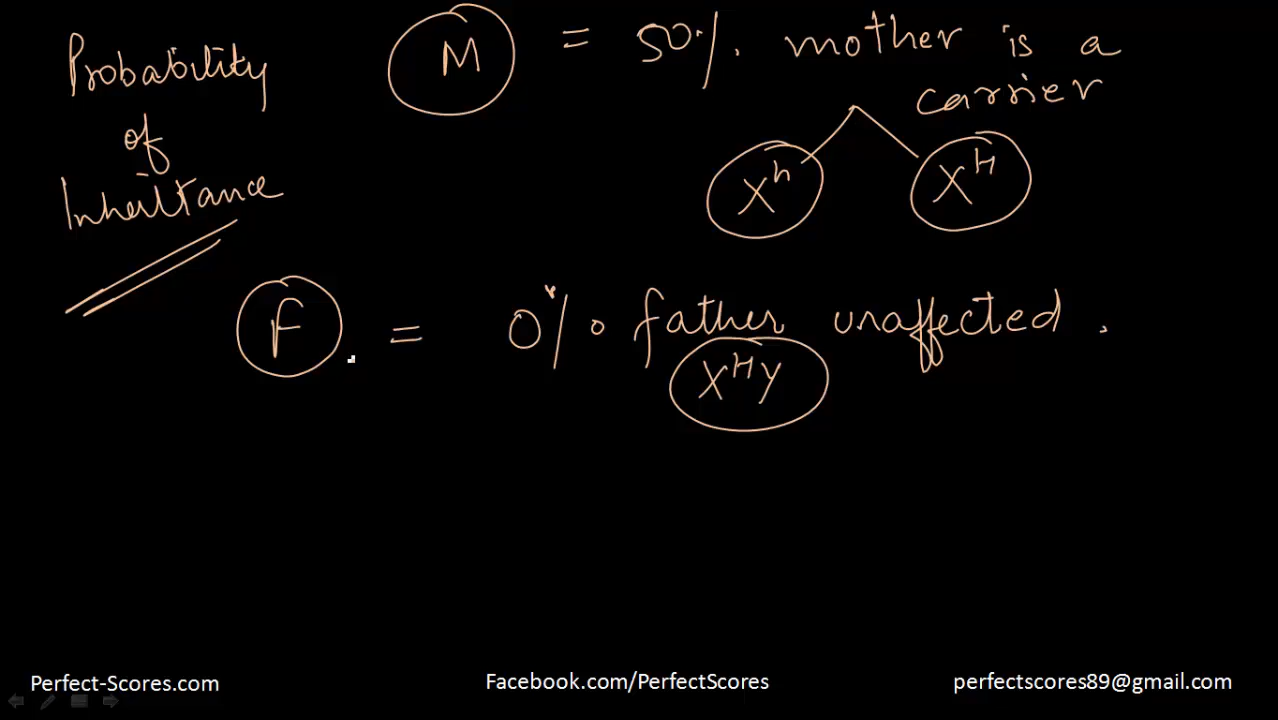 Probability
of
Inheritance
M = 50%. mother is a
carrier
X^h X^H
F = 0% father unaffected.
X^H y
Perfect-Scores.com Facebook.com/PerfectScores perfectscores89@gmail.com